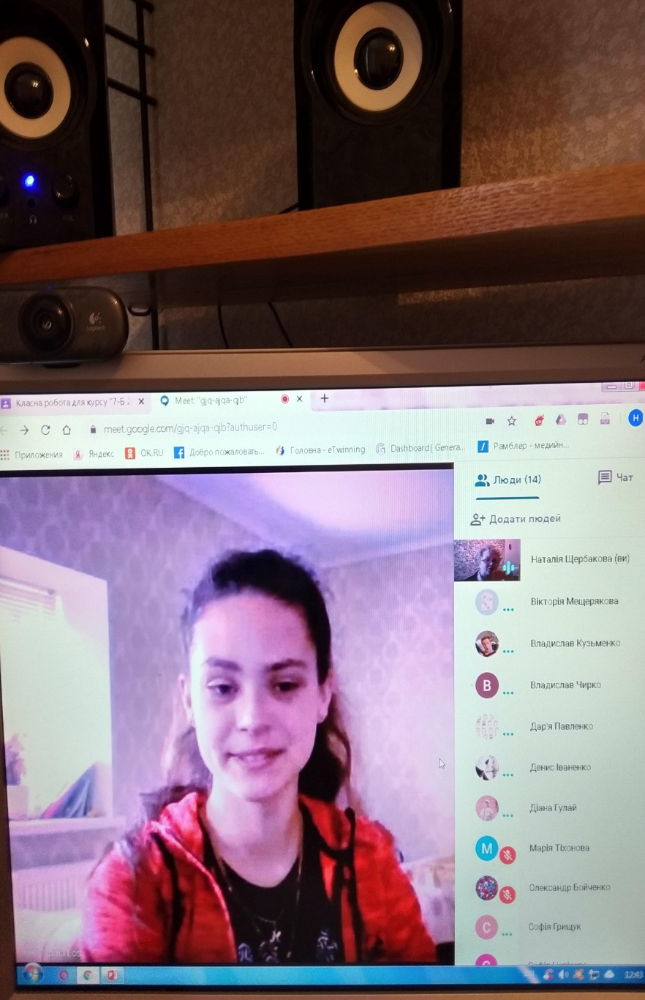 Logitech
Класна робота для курсу "7-Б
Meet: "gjq-ajqa-qjb"
meet.google.com/gjq-ajqa-qjb?authuser=0
H
PDF
Приложения
Яндекс
OK.RU
Добро пожаловать...
Головна - eTwinning
Dashboard | Genera...
Рамблер - медийн...
Люди (14)
Чат
Додати людей
Наталія Щербакова (ви)
Вікторія Мещерякова
Владислав Кузьменко
В
Владислав Чирко
Дар'я Павленко
Денис Іваненко
Діана Гулай
М
Марія Тіхонова
Олександр Бойченко
С
Софія Грищук
Los
12:43